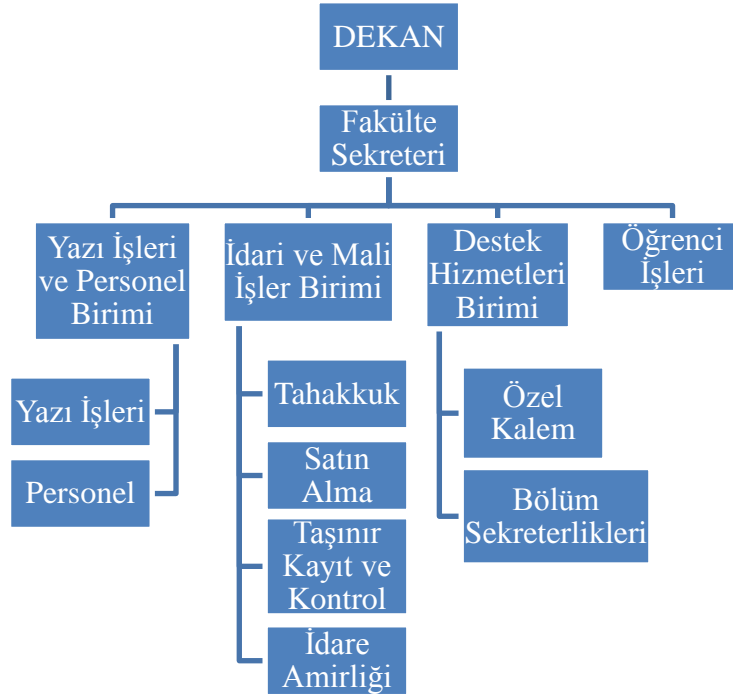 DEKAN
Fakülte
Sekreteri
Yazı İşleri
ve Personel
Birimi
İdari ve Mali
İşler Birimi
Destek
Hizmetleri
Birimi
Öğrenci
İşleri
Yazı İşleri
Personel
Tahakkuk
Satın
Alma
Taşınır
Kayıt ve
Kontrol
İdare
Amirliği
Özel
Kalem
Bölüm
Sekreterlikleri